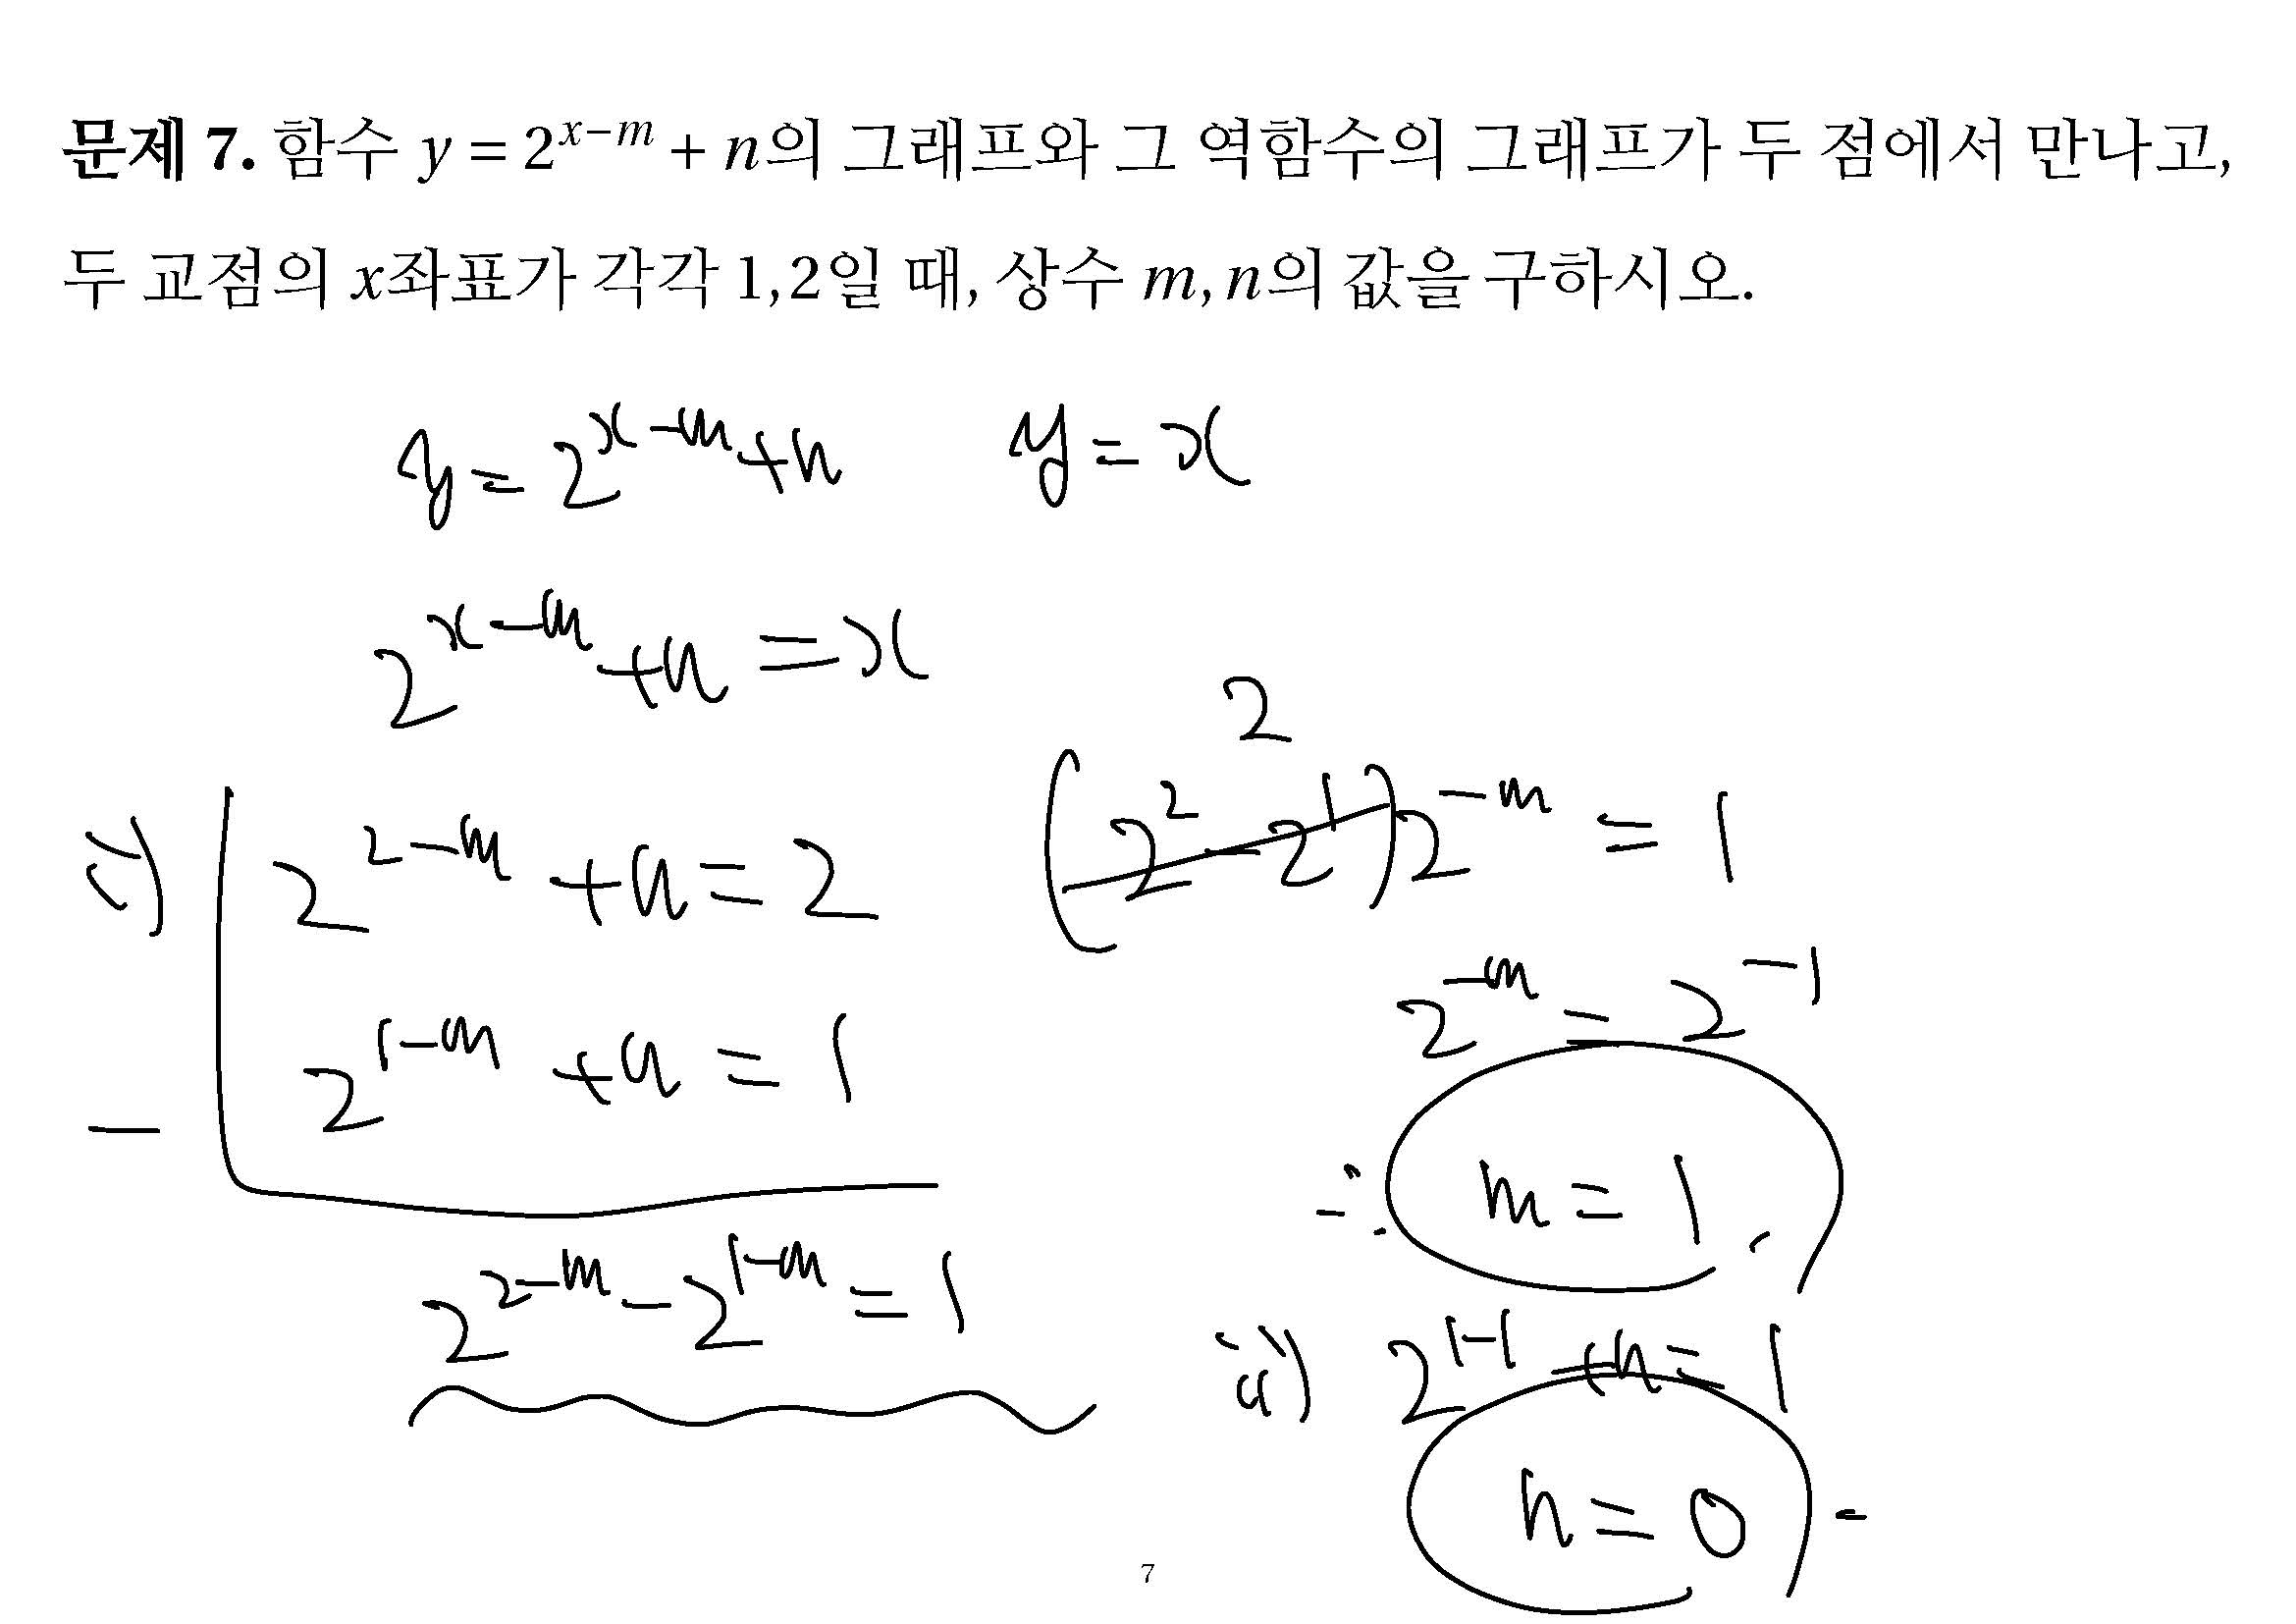 문제 7. 함수 y = 2^{x−m} + n의 그래프와 그 역함수의 그래프가 두 점에서 만나고,
두 교점의 x좌표가 각각 1,2일 때, 상수 m, n의 값을 구하시오.
y = 2^{x-m} + n    y = x
2^{x-m} + n = x
i) 2^{2-m} + n = 2
2^{1-m} + n = 1
−
2^{2-m} - 2^{1-m} = 1
2
(2^2 - 2^1) 2^{-m} = 1
2^{-m} = 2^{-1}
∴ m = 1.
ii) 2^{1-1} + n = 1
n = 0
7